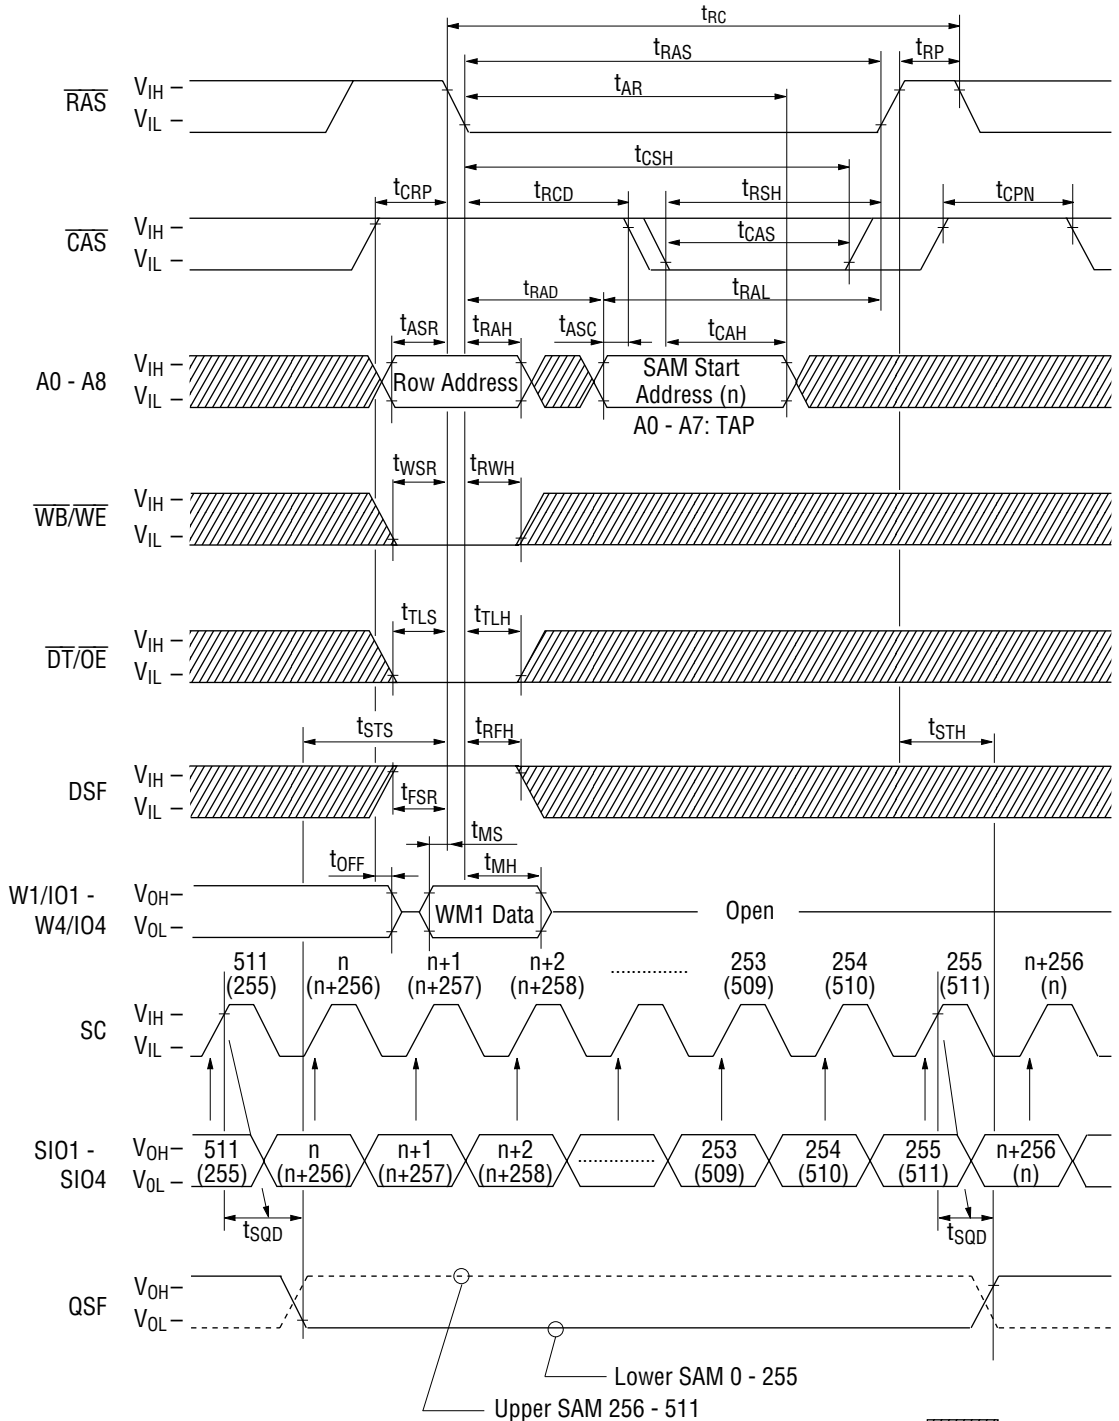 tRC
tRAS
tRP
tAR
RAS
VIH
VIL
tCSH
tCRP
tRCD
tRSH
tCPN
CAS
VIH
VIL
tCAS
tRAD
tRAL
tASR
tRAH
tASC
tCAH
A0 - A8
VIH
VIL
Row Address
SAM Start
Address (n)
A0 - A7: TAP
tWSR
tRWH
WB/WE
VIH
VIL
tTLS
tTLH
DT/OE
VIH
VIL
tSTS
tRFH
tSTH
DSF
VIH
VIL
tFSR
tMS
tOFF
tMH
W1/IO1 -
W4/IO4
VOH
VOL
WM1 Data
Open
511
(255)
n
(n+256)
n+1
(n+257)
n+2
(n+258)
...............
253
(509)
254
(510)
255
(511)
n+256
(n)
SC
VIH
VIL
SIO1 -
SIO4
VOH
VOL
511
(255)
n
(n+256)
n+1
(n+257)
n+2
(n+258)
...............
253
(509)
254
(510)
255
(511)
n+256
(n)
tSQD
tSQD
QSF
VOH
VOL
Lower SAM 0 - 255
Upper SAM 256 - 511